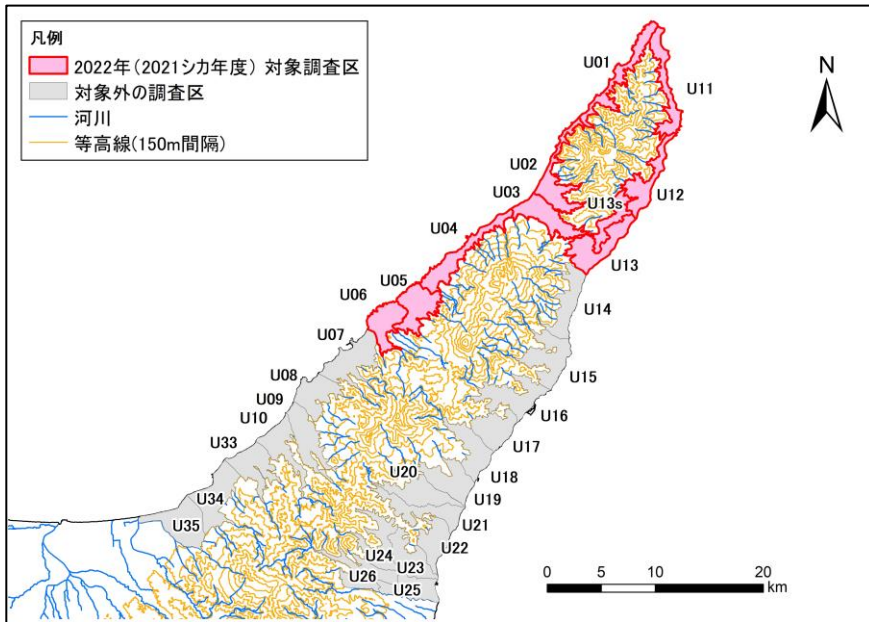 凡例
2022年(2021シカ年度) 対象調査区
対象外の調査区
河川
等高線(150m間隔)
N
U01
U11
U02
U03
U12
U13s
U04
U13
U05
U06
U14
U07
U08
U15
U09
U16
U10
U17
U33
U20
U18
U19
U34
U21
U35
U22
U24
U23
U26
U25
0 5 10 20
km